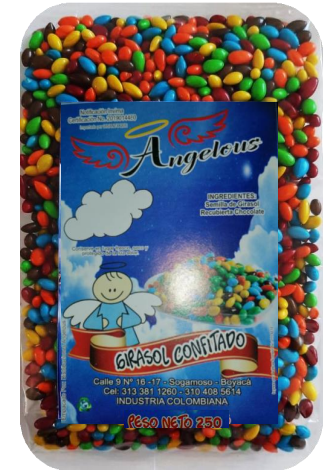 Angelous
INGREDIENTES:
Semilla de Girasol,
Recubierta Chocolate
GIRASOL CONFITADO
Calle 9 Nº 16 -17 - Sogamoso - Boyacá
Cel: 313 381 1260 - 310 408 5614
INDUSTRIA COLOMBIANA
PESO NETO 250